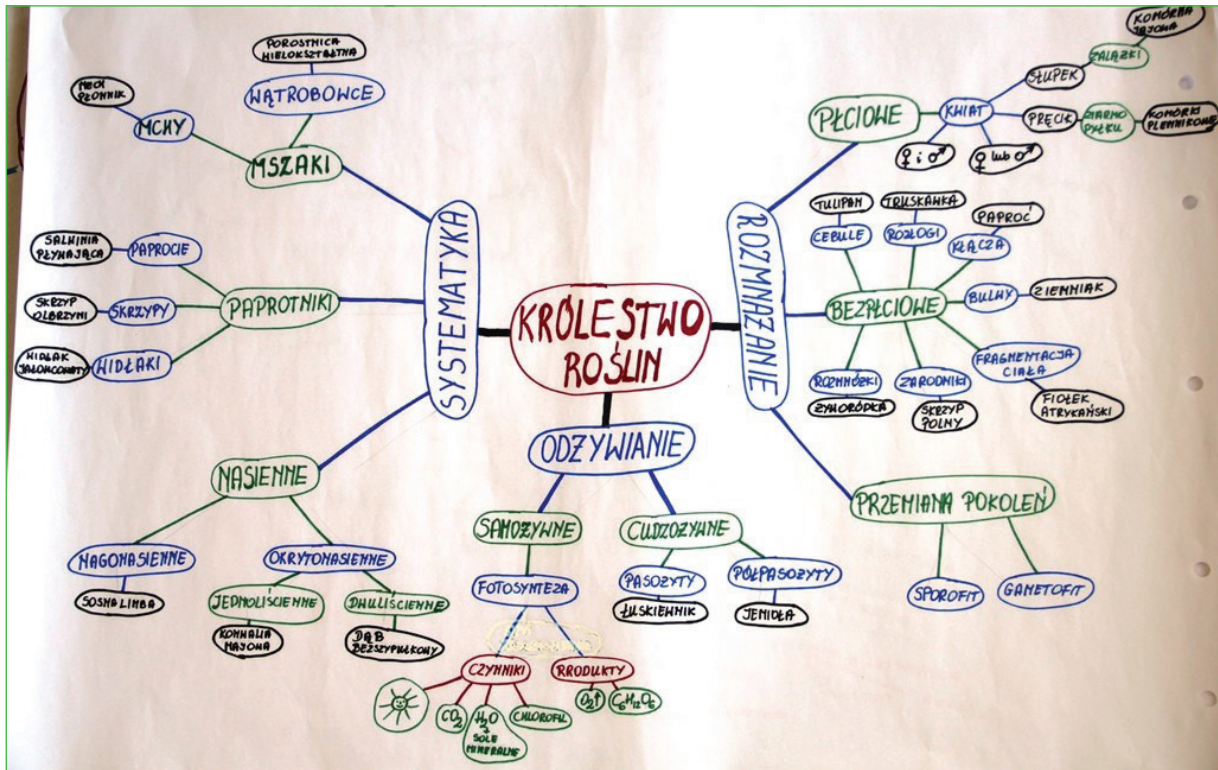 KRÓLESTWO
ROŚLIN
SYSTEMATYKA
MSZAKI
MCHY
MECH
PŁONNIK
WĄTROBOWCE
POROSTNICA
WIELOKSZTAŁTNA
PAPROTNIKI
PAPROCIE
SALWINIA
PŁYWAJĄCA
SKRZYPY
SKRZYP
OLBRZYMI
WIDŁAKI
WIDŁAK
JAŁOWCOWATY
NASIENNE
NAGONASIENNE
SOSNA LIMBA
OKRYTONASIENNE
JEDNOLIŚCIENNE
KONWALIA
MAJOWA
DWULIŚCIENNE
DĄB
BEZSZYPUŁKOWY
ODŻYWIANIE
SAMOŻYWNE
FOTOSYNTEZA
CZYNNIKI
CO2
H2O
+
SOLE
MINERALNE
CHLOROFIL
RRODUKTY
O2↑
C6H12O6
CUDZOŻYWNE
PASOŻYTY
ŁUSKIEWNIK
PÓŁPASOŻYTY
JEMIOŁA
ROZMNAŻANIE
PŁCIOWE
KWIAT
♀ i ♂
♀ lub ♂
SŁUPEK
ZALĄŻKI
KOMÓRKA
JAJOWA
PRĘCIK
ZIARNO
PYŁKU
KOMÓRKI
PLEMNIKOWE
BEZPŁCIOWE
CEBULE
TULIPAN
ROZŁOGI
TRUSKAWKA
KŁĄCZA
PAPROĆ
BULWY
ZIEMNIAK
FRAGMENTACJA
CIAŁA
FIOŁEK
ATRYKAŃSKI
ZARODNIKI
SKRZYP
POLNY
ROZMNÓŻKI
ŻYWORÓDKA
PRZEMIANA POKOLEŃ
SPOROFIT
GAMETOFIT